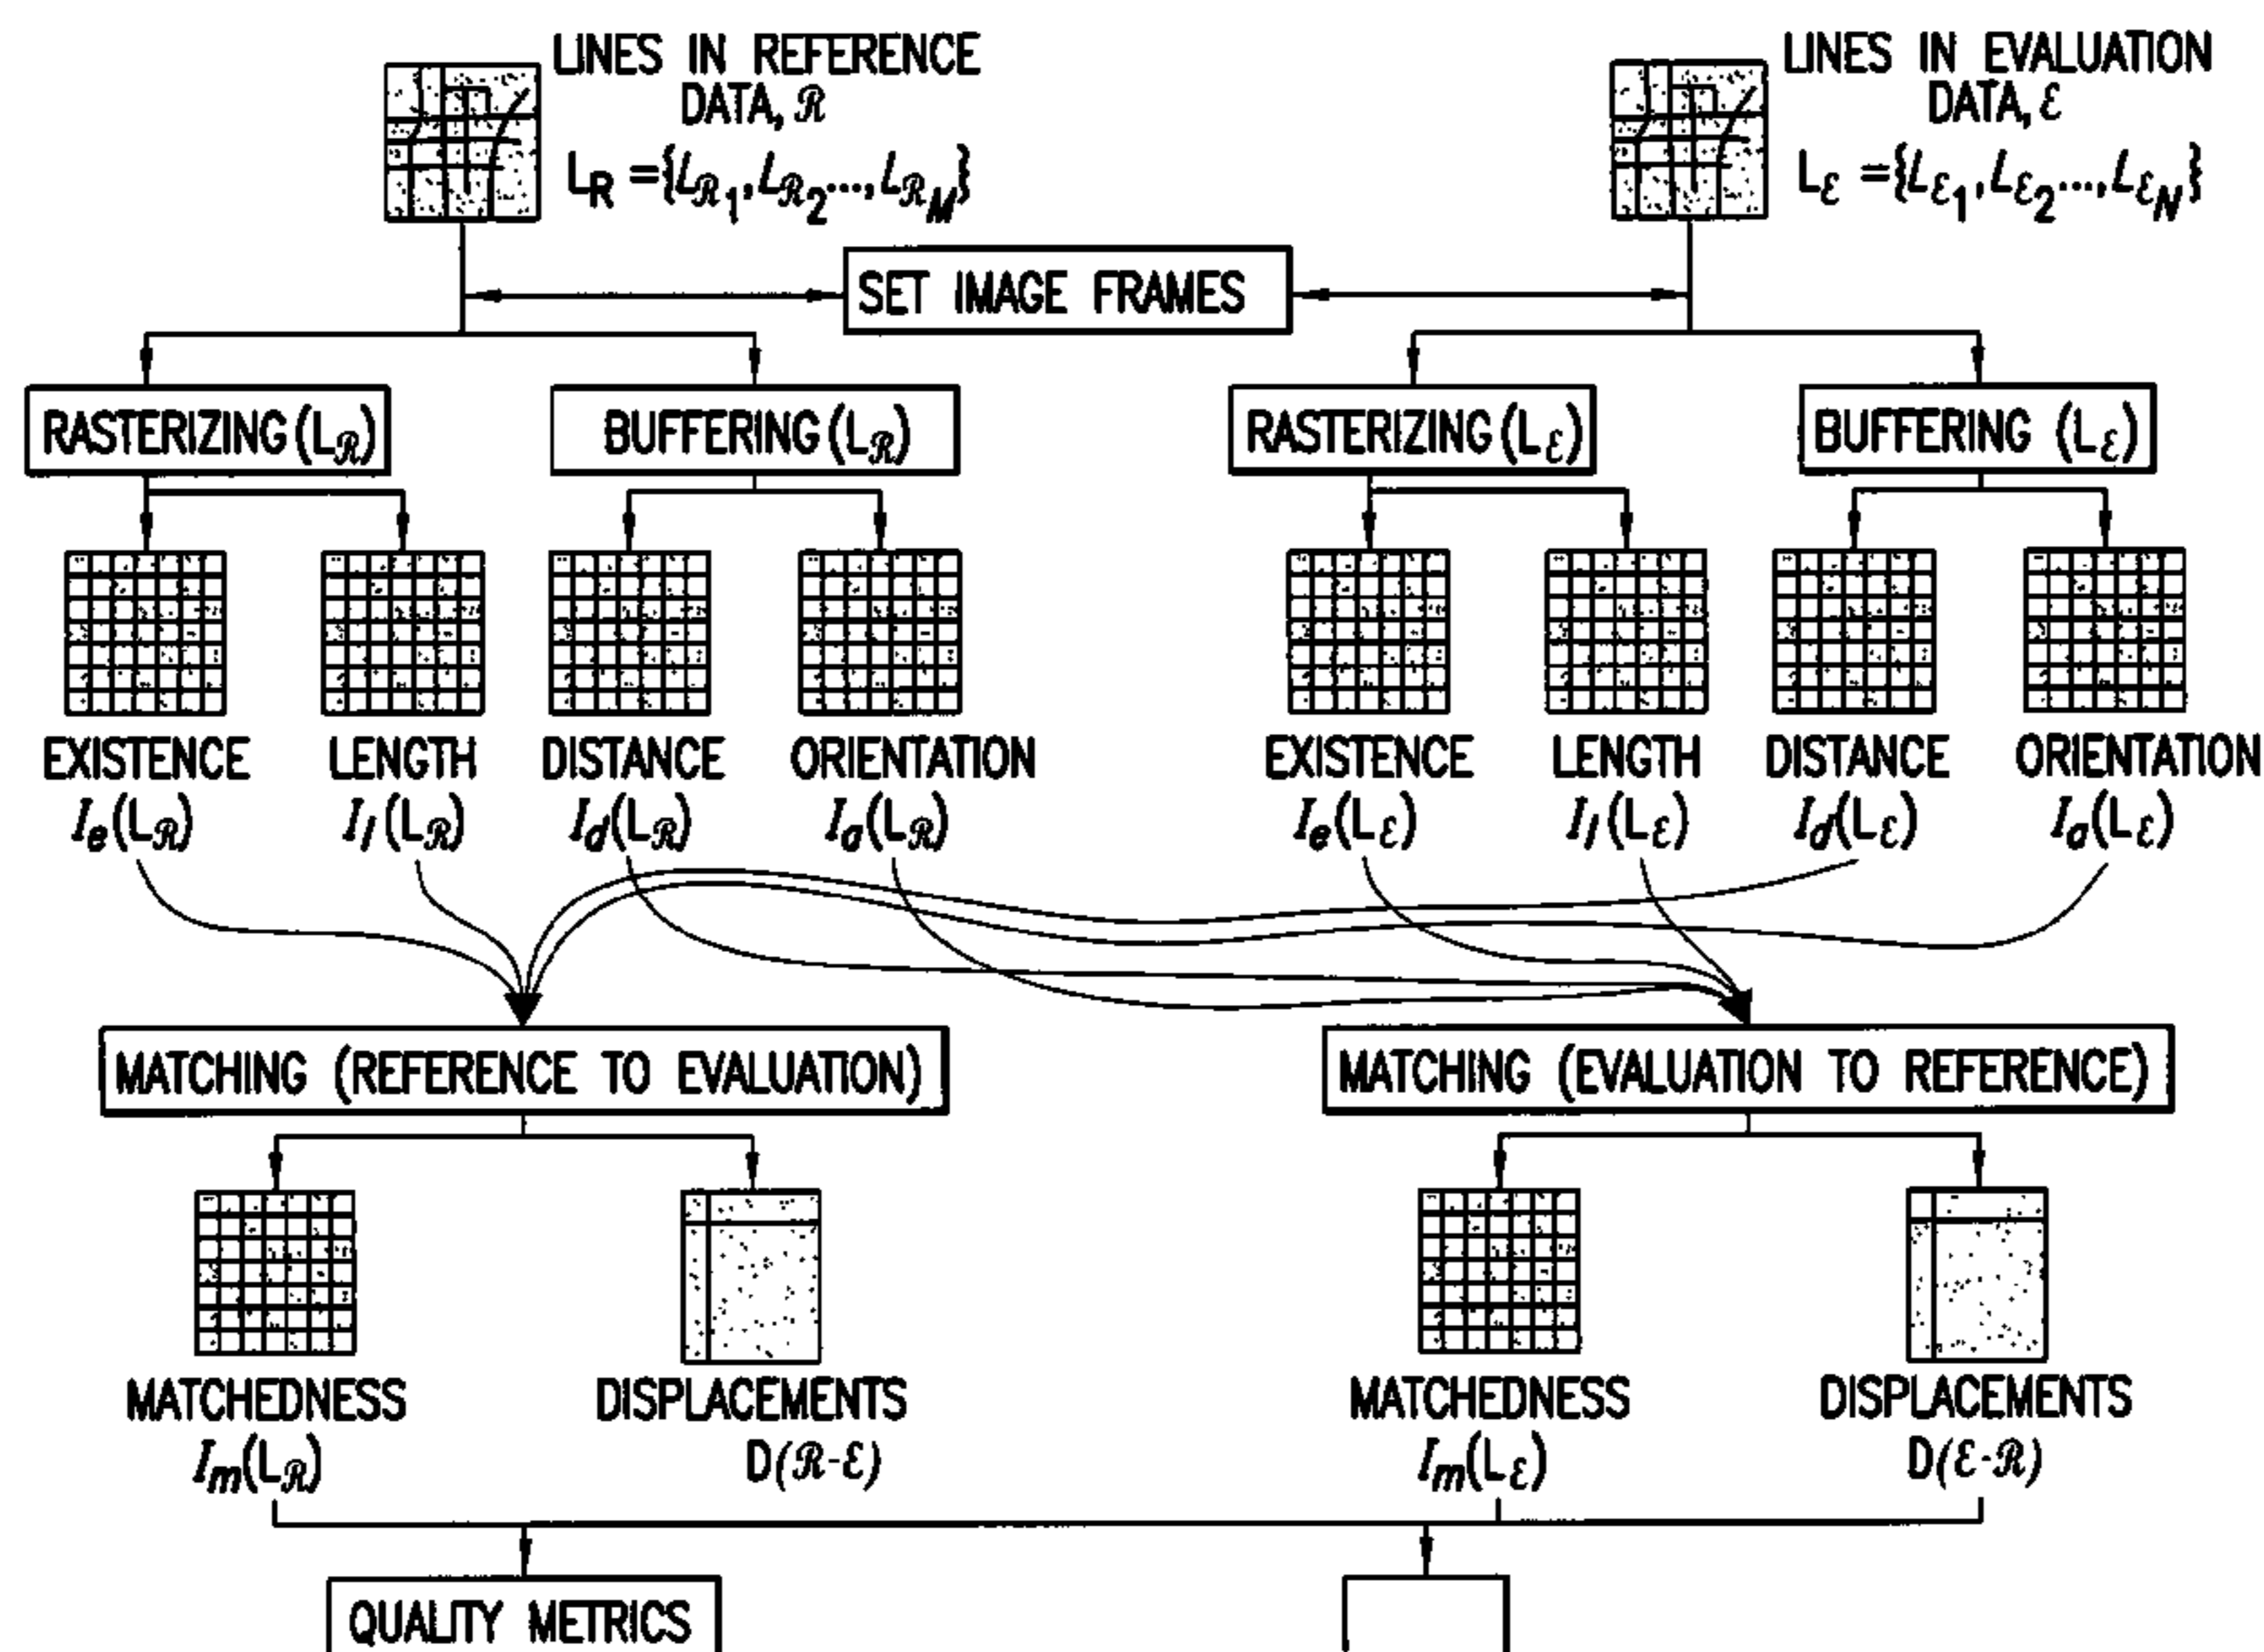 LINES IN REFERENCE
DATA, ℛ
L_R ={L_ℛ1, L_ℛ2..., L_ℛM}
LINES IN EVALUATION
DATA, ℰ
L_ℰ ={L_ℰ1, L_ℰ2..., L_ℰN}
SET IMAGE FRAMES
RASTERIZING (L_ℛ)
BUFFERING (L_ℛ)
RASTERIZING (L_ℰ)
BUFFERING (L_ℰ)
EXISTENCE
I_e(L_ℛ)
LENGTH
I_l(L_ℛ)
DISTANCE
I_d(L_ℛ)
ORIENTATION
I_o(L_ℛ)
EXISTENCE
I_e(L_ℰ)
LENGTH
I_l(L_ℰ)
DISTANCE
I_d(L_ℰ)
ORIENTATION
I_o(L_ℰ)
MATCHING (REFERENCE TO EVALUATION)
MATCHING (EVALUATION TO REFERENCE)
MATCHEDNESS
I_m(L_ℛ)
DISPLACEMENTS
D(ℛ-ℰ)
MATCHEDNESS
I_m(L_ℰ)
DISPLACEMENTS
D(ℰ-ℛ)
QUALITY METRICS